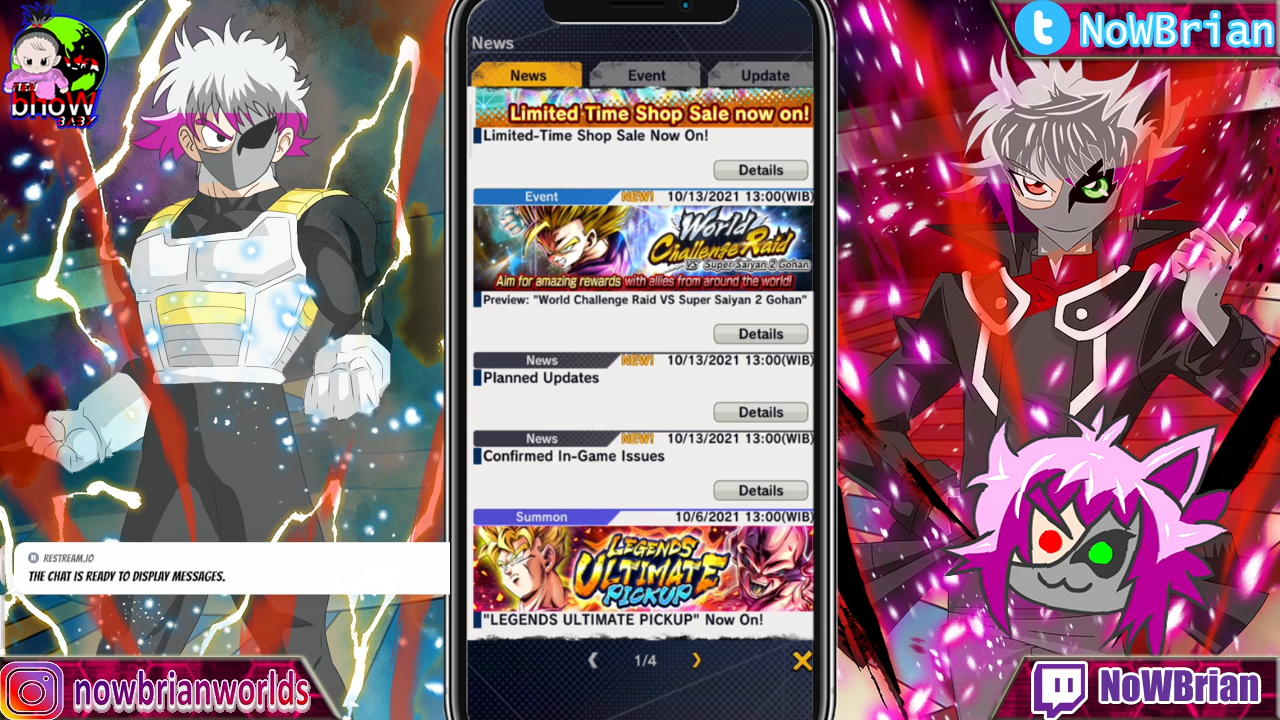 NoWBrian
THE
bhoW
BABY
News
News
Event
Update
Limited Time Shop Sale now on!
Limited-Time Shop Sale Now On!
Details
Event
NEW!
10/13/2021 13:00(WIB)
World
Challenge Raid
VS Super Saiyan 2 Gohan
Aim for amazing rewards with allies from around the world!
Preview: "World Challenge Raid VS Super Saiyan 2 Gohan"
Details
News
NEW!
10/13/2021 13:00(WIB)
Planned Updates
Details
News
NEW!
10/13/2021 13:00(WIB)
Confirmed In-Game Issues
Details
Summon
10/6/2021 13:00(WIB)
LEGENDS
ULTIMATE
PICKUP
"LEGENDS ULTIMATE PICKUP" Now On!
1/4
RESTREAM.IO
THE CHAT IS READY TO DISPLAY MESSAGES.
nowbrianworlds
NoWBrian